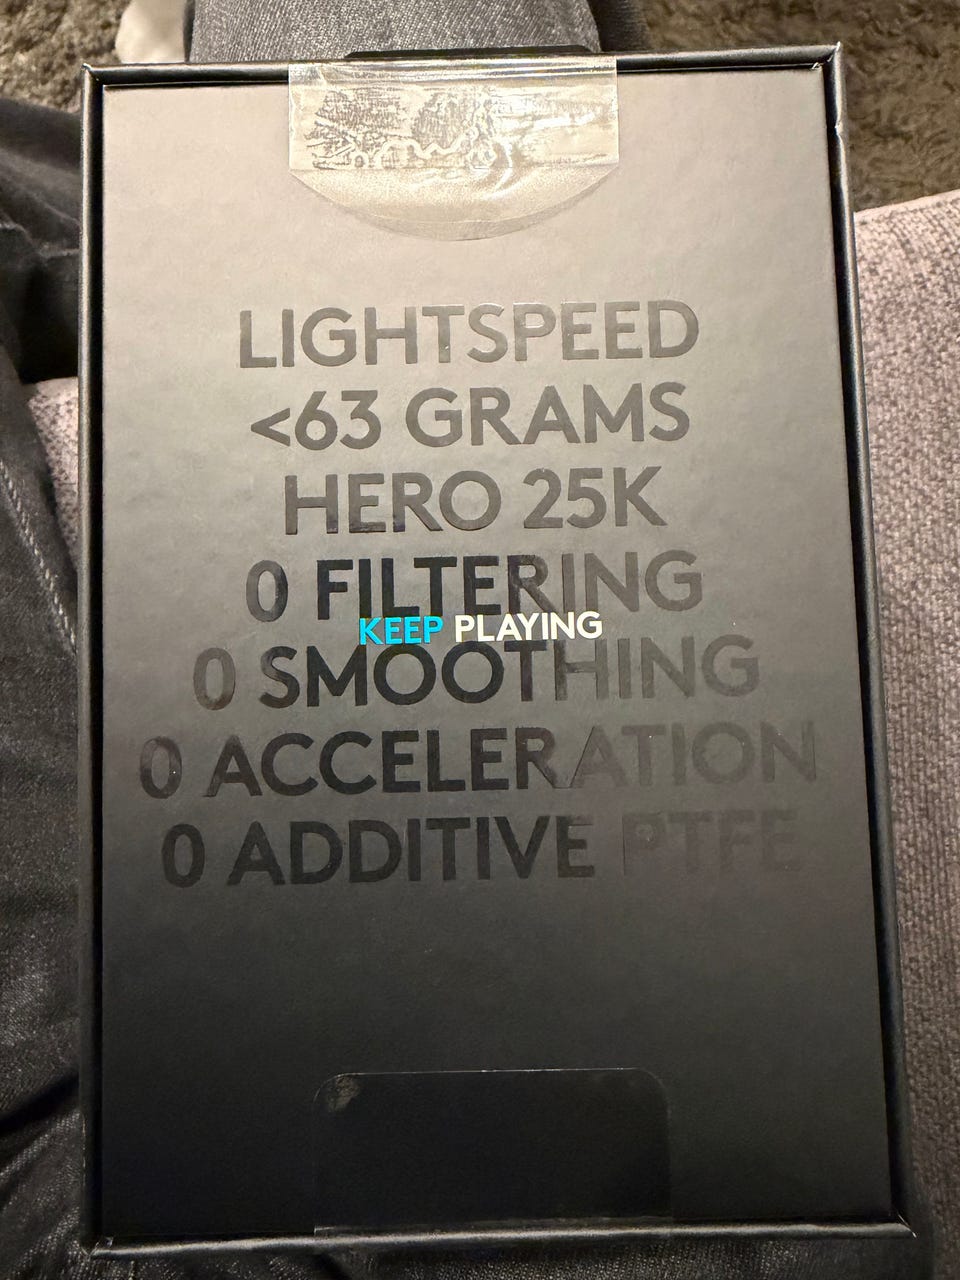 LIGHTSPEED
<63 GRAMS
HERO 25K
0 FILTERING
KEEP PLAYING
0 SMOOTHING
0 ACCELERATION
0 ADDITIVE PTFE